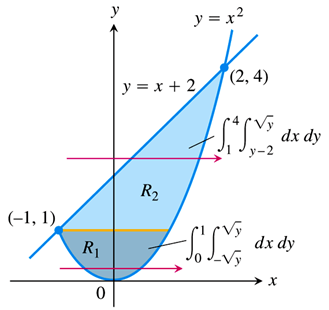 y
y = x²
(2, 4)
y = x + 2
∫₁⁴ ∫_{y−2}^{√y} dx dy
R₂
(−1, 1)
R₁
∫₀¹ ∫_{−√y}^{√y} dx dy
x
0